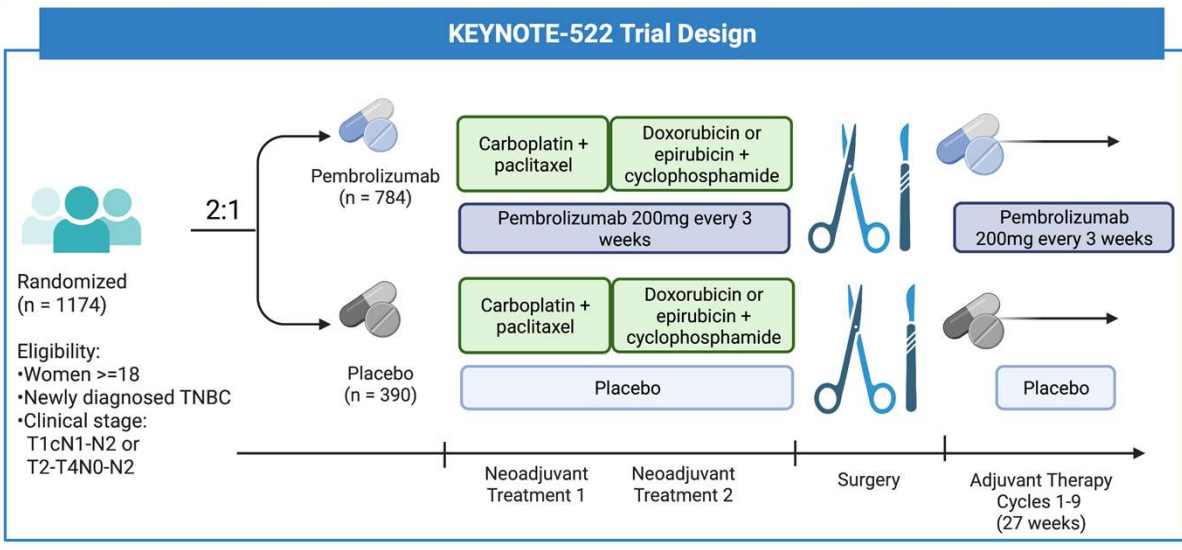 KEYNOTE-522 Trial Design
Randomized
(n = 1174)
Eligibility:
•Women >=18
•Newly diagnosed TNBC
•Clinical stage:
T1cN1-N2 or
T2-T4N0-N2
2:1
Pembrolizumab
(n = 784)
Carboplatin +
paclitaxel
Doxorubicin or
epirubicin +
cyclophosphamide
Pembrolizumab 200mg every 3
weeks
Pembrolizumab
200mg every 3 weeks
Placebo
(n = 390)
Carboplatin +
paclitaxel
Doxorubicin or
epirubicin +
cyclophosphamide
Placebo
Placebo
Neoadjuvant
Treatment 1
Neoadjuvant
Treatment 2
Surgery
Adjuvant Therapy
Cycles 1-9
(27 weeks)